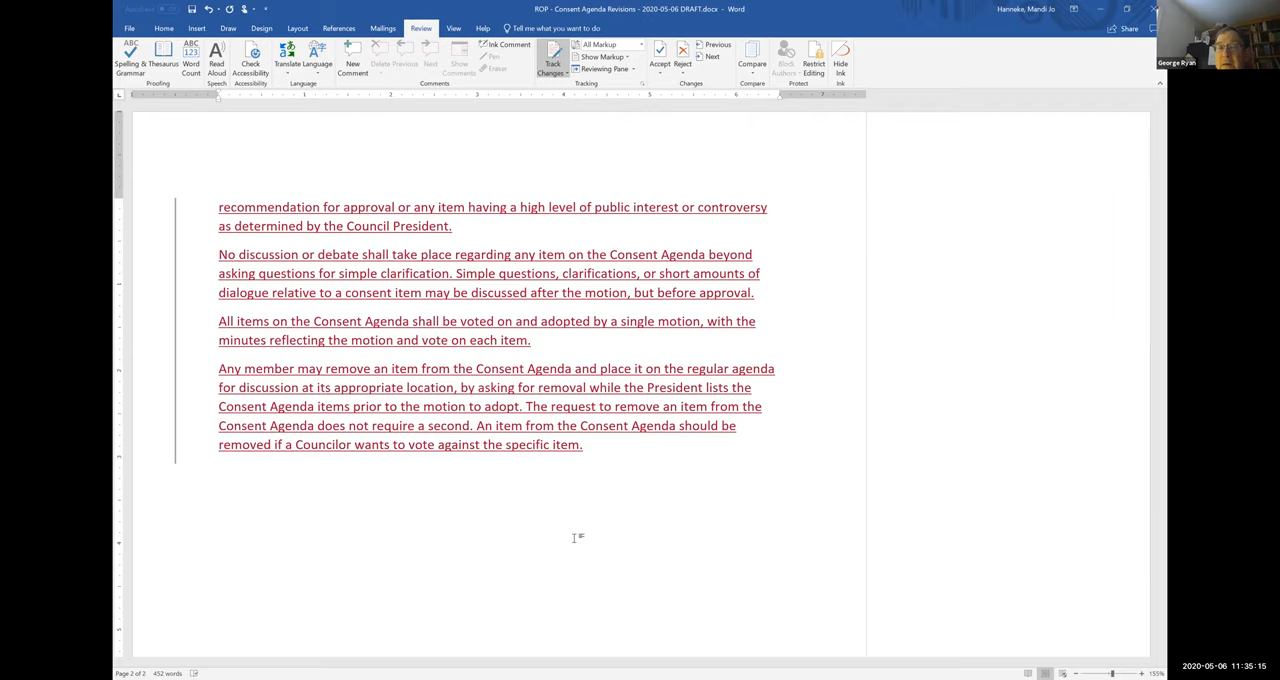 ROP - Consent Agenda Revisions - 2020-05-06 DRAFT.docx - Word
Hanneke, Mandi Jo
File Home Insert Draw Design Layout References Mailings Review View Help Tell me what you want to do
Share
George Ryan
Spelling & Grammar
Thesaurus
Word Count
Read Aloud
Check Accessibility
Translate
Language
New Comment
Delete
Previous
Next
Show Comments
Ink Comment
Pen
Eraser
Track Changes
All Markup
Show Markup
Reviewing Pane
Accept
Reject
Previous
Next
Compare
Block Authors
Restrict Editing
Hide Ink
Proofing Accessibility Language Comments Tracking Changes Compare Protect Ink
recommendation for approval or any item having a high level of public interest or controversy
as determined by the Council President.
No discussion or debate shall take place regarding any item on the Consent Agenda beyond
asking questions for simple clarification. Simple questions, clarifications, or short amounts of
dialogue relative to a consent item may be discussed after the motion, but before approval.
All items on the Consent Agenda shall be voted on and adopted by a single motion, with the
minutes reflecting the motion and vote on each item.
Any member may remove an item from the Consent Agenda and place it on the regular agenda
for discussion at its appropriate location, by asking for removal while the President lists the
Consent Agenda items prior to the motion to adopt. The request to remove an item from the
Consent Agenda does not require a second. An item from the Consent Agenda should be
removed if a Councilor wants to vote against the specific item.
Page 2 of 2 452 words
155%
2020-05-06 11:35:15